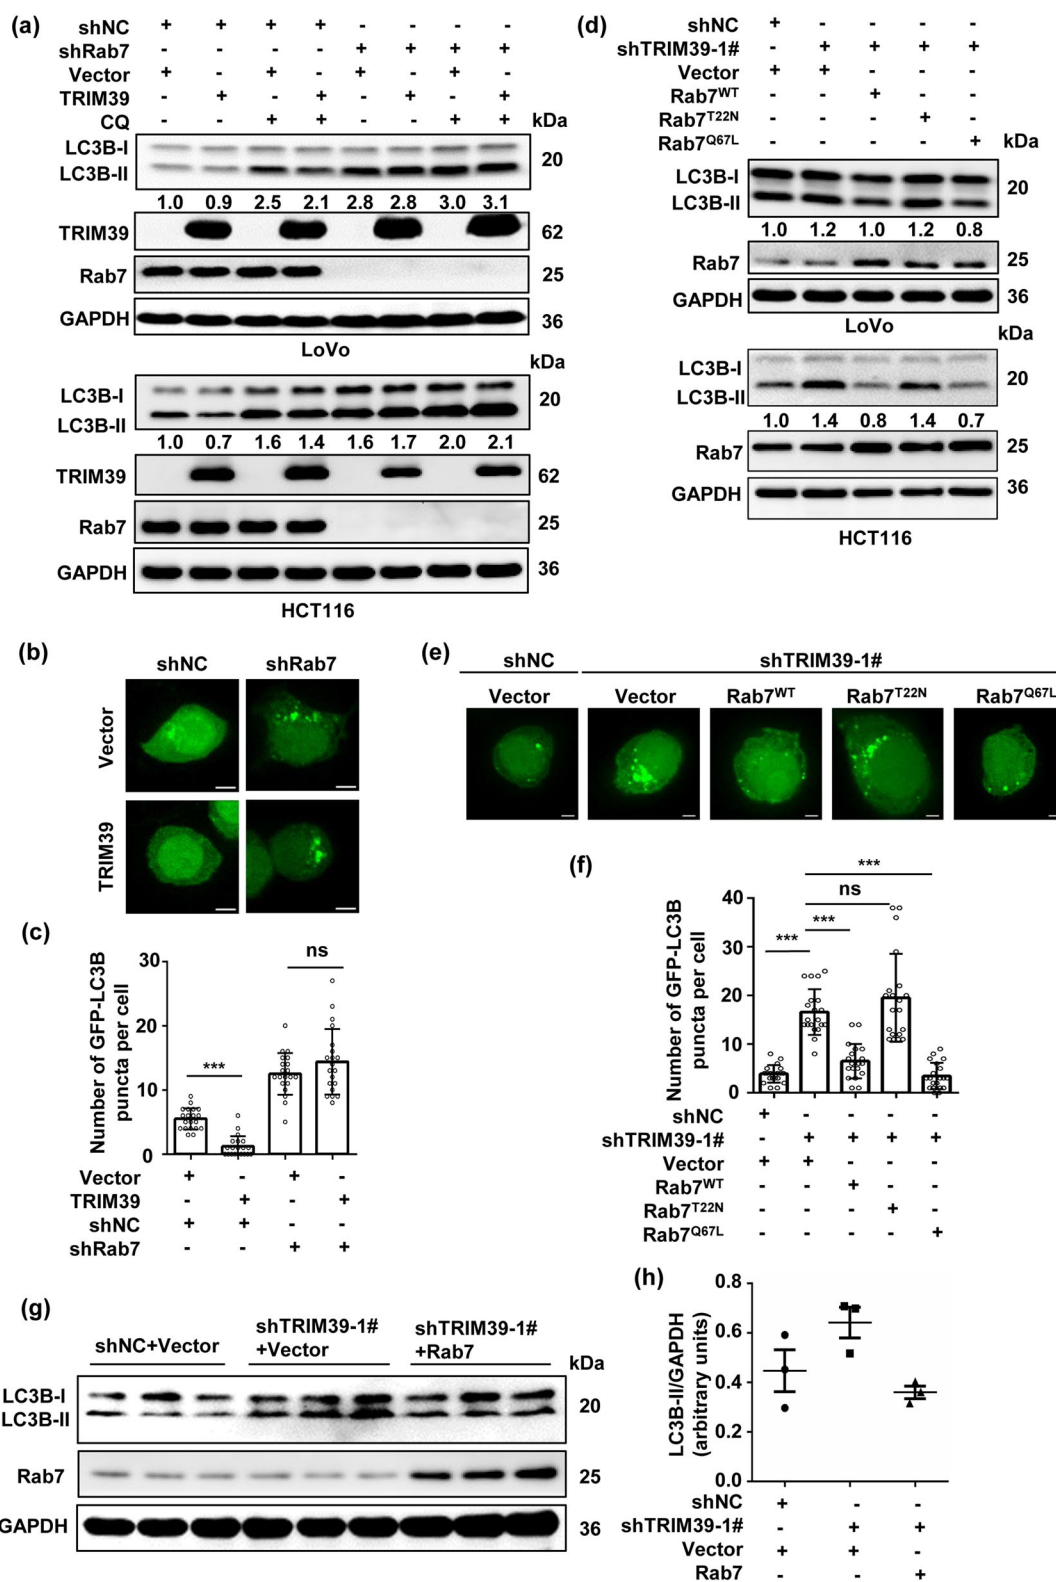 (a)
shNC + + + + - - - -
shRab7 - - - - + + + +
Vector + - + - + - + -
TRIM39 - + - + - + - +
CQ - - + + - - + + kDa
LC3B-I
LC3B-II
20
1.0 0.9 2.5 2.1 2.8 2.8 3.0 3.1
TRIM39 62
Rab7 25
GAPDH 36
LoVo
kDa
LC3B-I
LC3B-II
20
1.0 0.7 1.6 1.4 1.6 1.7 2.0 2.1
TRIM39 62
Rab7 25
GAPDH 36
HCT116
(d)
shNC + - - - -
shTRIM39-1# - + + + +
Vector + + - - -
Rab7WT - - + - -
Rab7T22N - - - + -
Rab7Q67L - - - - + kDa
LC3B-I
LC3B-II
20
1.0 1.2 1.0 1.2 0.8
Rab7 25
GAPDH 36
LoVo
LC3B-I
LC3B-II
20
1.0 1.4 0.8 1.4 0.7
Rab7 25
GAPDH 36
HCT116
(b)
shNC shRab7
Vector
TRIM39
(e)
shNC shTRIM39-1#
Vector Vector Rab7WT Rab7T22N Rab7Q67L
(c)
Number of GFP-LC3B
puncta per cell
30
20
10
0
***
ns
Vector + - + -
TRIM39 - + - +
shNC + + - -
shRab7 - - + +
(f)
Number of GFP-LC3B
puncta per cell
40
30
20
10
0
***
ns
***
***
shNC + - - - -
shTRIM39-1# - + + + +
Vector + + - - -
Rab7WT - - + - -
Rab7T22N - - - + -
Rab7Q67L - - - - +
(g)
shNC+Vector
shTRIM39-1#
+Vector
shTRIM39-1#
+Rab7
kDa
LC3B-I
LC3B-II
20
Rab7 25
GAPDH 36
(h)
LC3B-II/GAPDH
(arbitrary units)
0.8
0.6
0.4
0.2
0.0
shNC + - -
shTRIM39-1# - + +
Vector + + -
Rab7 - - +